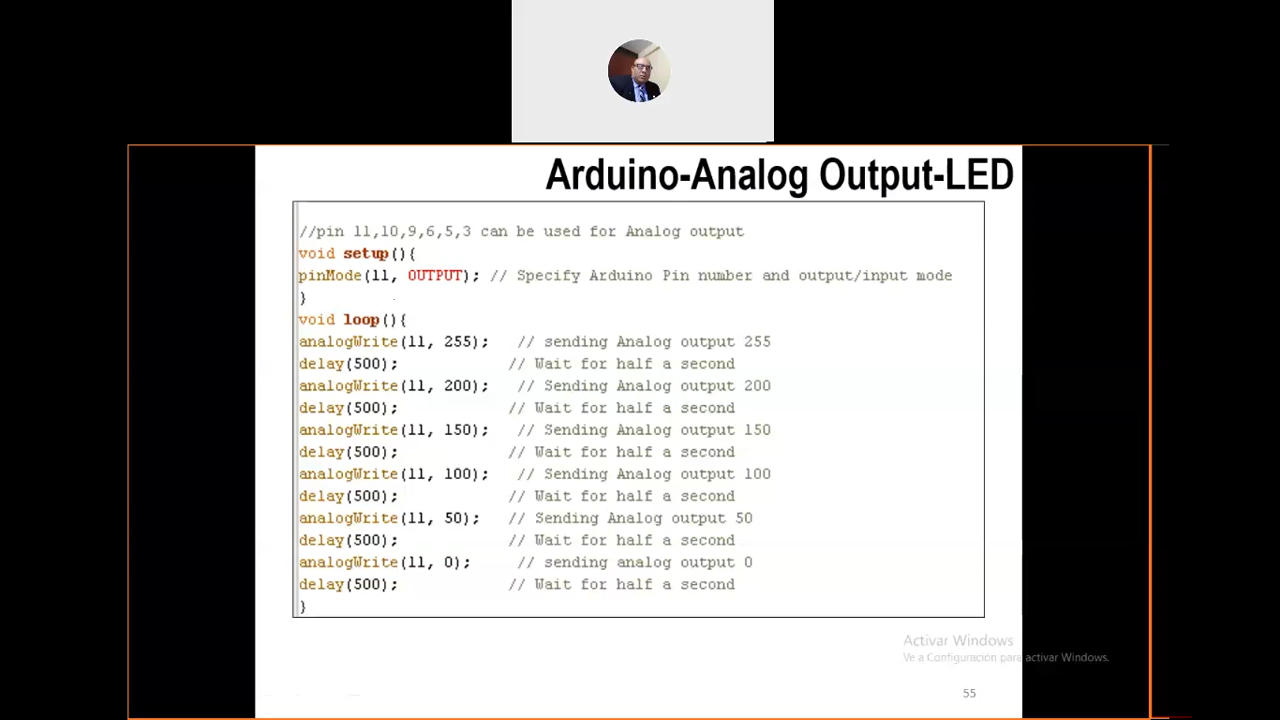 Arduino-Analog Output-LED
//pin 11,10,9,6,5,3 can be used for Analog output
void setup(){
pinMode(11, OUTPUT); // Specify Arduino Pin number and output/input mode
}
void loop(){
analogWrite(11, 255); // sending Analog output 255
delay(500); // Wait for half a second
analogWrite(11, 200); // Sending Analog output 200
delay(500); // Wait for half a second
analogWrite(11, 150); // Sending Analog output 150
delay(500); // Wait for half a second
analogWrite(11, 100); // Sending Analog output 100
delay(500); // Wait for half a second
analogWrite(11, 50); // Sending Analog output 50
delay(500); // Wait for half a second
analogWrite(11, 0); // sending analog output 0
delay(500); // Wait for half a second
}
Activar Windows
Ve a Configuración para activar Windows.
55